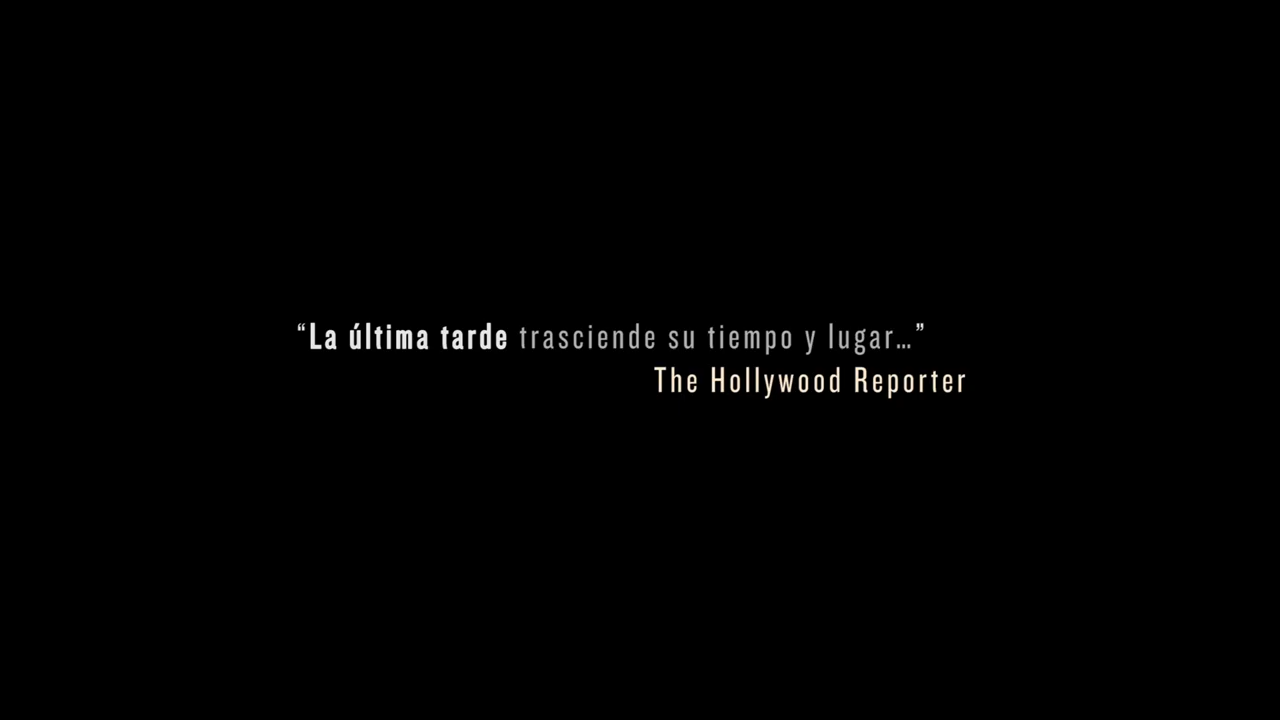 “La última tarde trasciende su tiempo y lugar…”
The Hollywood Reporter